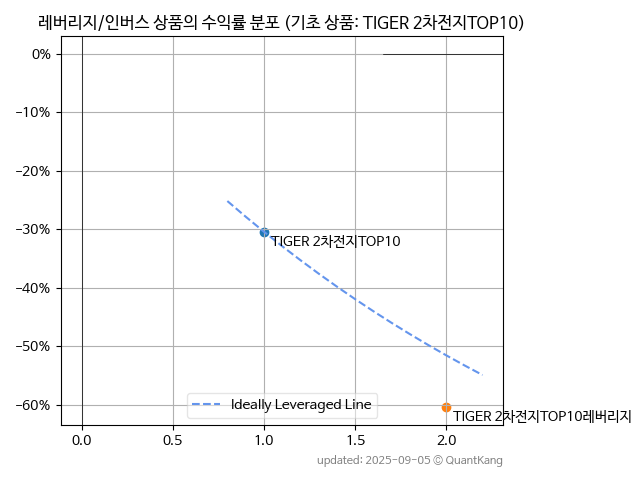 레버리지/인버스 상품의 수익률 분포 (기초 상품: TIGER 2차전지TOP10)
0%
−10%
−20%
−30%
TIGER 2차전지TOP10
−40%
−50%
−60%
Ideally Leveraged Line
TIGER 2차전지TOP10레버리지
0.0 0.5 1.0 1.5 2.0
updated: 2025-09-05 © QuantKang